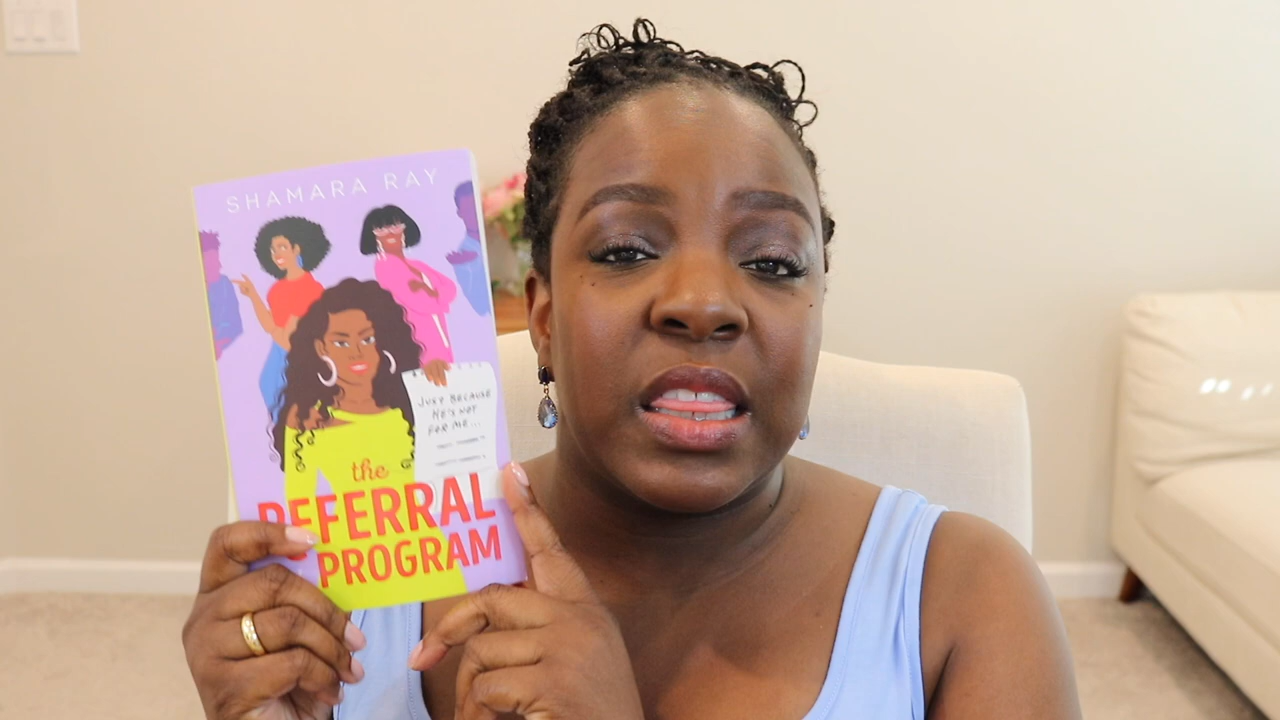 SHAMARA RAY
JUST BECAUSE
HE'S NOT
FOR ME...
the
REFERRAL
PROGRAM